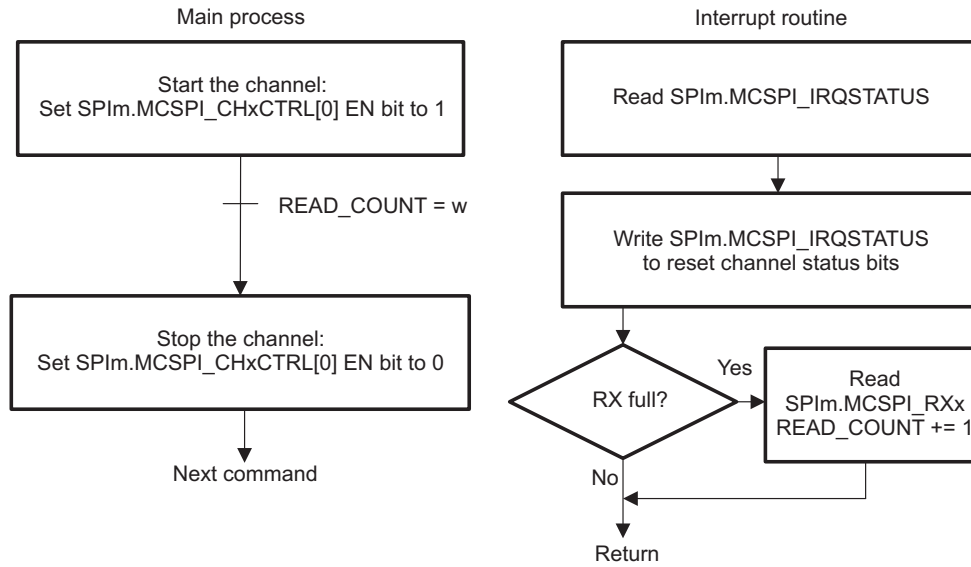 Main process
Start the channel:
Set SPIm.MCSPI_CHxCTRL[0] EN bit to 1
READ_COUNT = w
Stop the channel:
Set SPIm.MCSPI_CHxCTRL[0] EN bit to 0
Next command
Interrupt routine
Read SPIm.MCSPI_IRQSTATUS
Write SPIm.MCSPI_IRQSTATUS
to reset channel status bits
RX full?
Yes
Read
SPIm.MCSPI_RXx
READ_COUNT += 1
No
Return